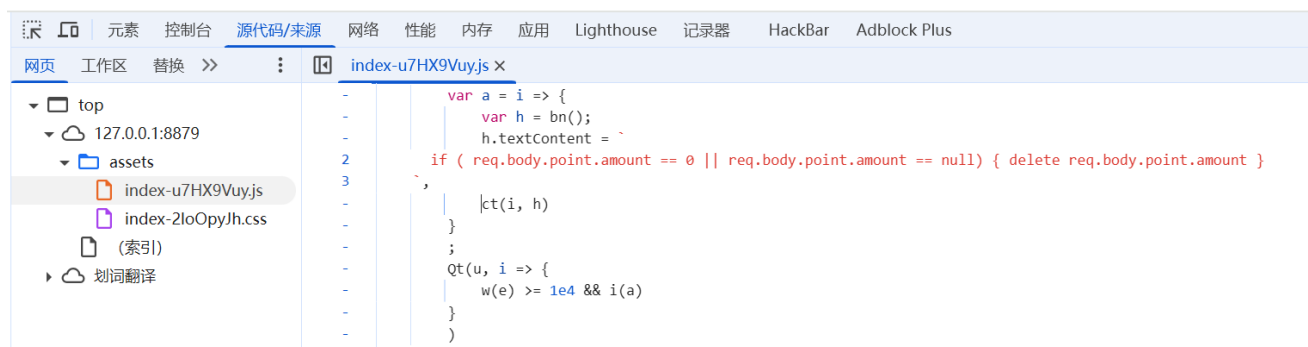 元素 控制台 源代码/来源 网络 性能 内存 应用 Lighthouse 记录器 HackBar Adblock Plus
网页 工作区 替换 >> index-u7HX9Vuy.js ×
top
127.0.0.1:8879
assets
index-u7HX9Vuy.js
index-2loOpyJh.css
(索引)
划词翻译
- var a = i => {
- var h = bn();
- h.textContent = `
2 if ( req.body.point.amount == 0 || req.body.point.amount == null) { delete req.body.point.amount }
3 `,
- ct(i, h)
- }
- ;
- Qt(u, i => {
- w(e) >= 1e4 && i(a)
- }
- )